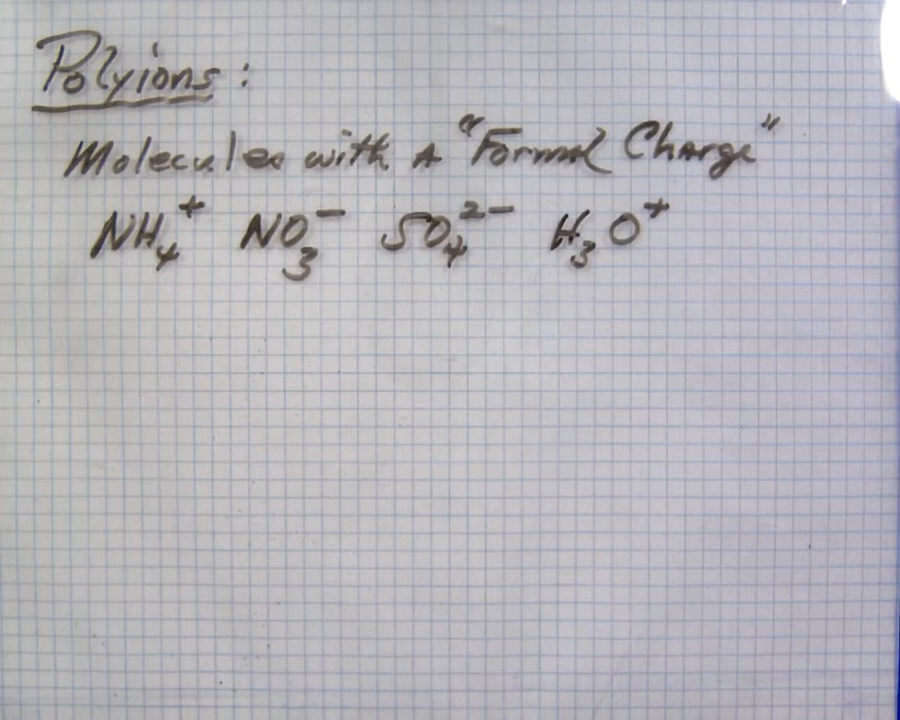 Polyions:
Molecules with A "Formal Charge"
NH₄⁺ NO₃⁻ SO₄²⁻ H₃O⁺